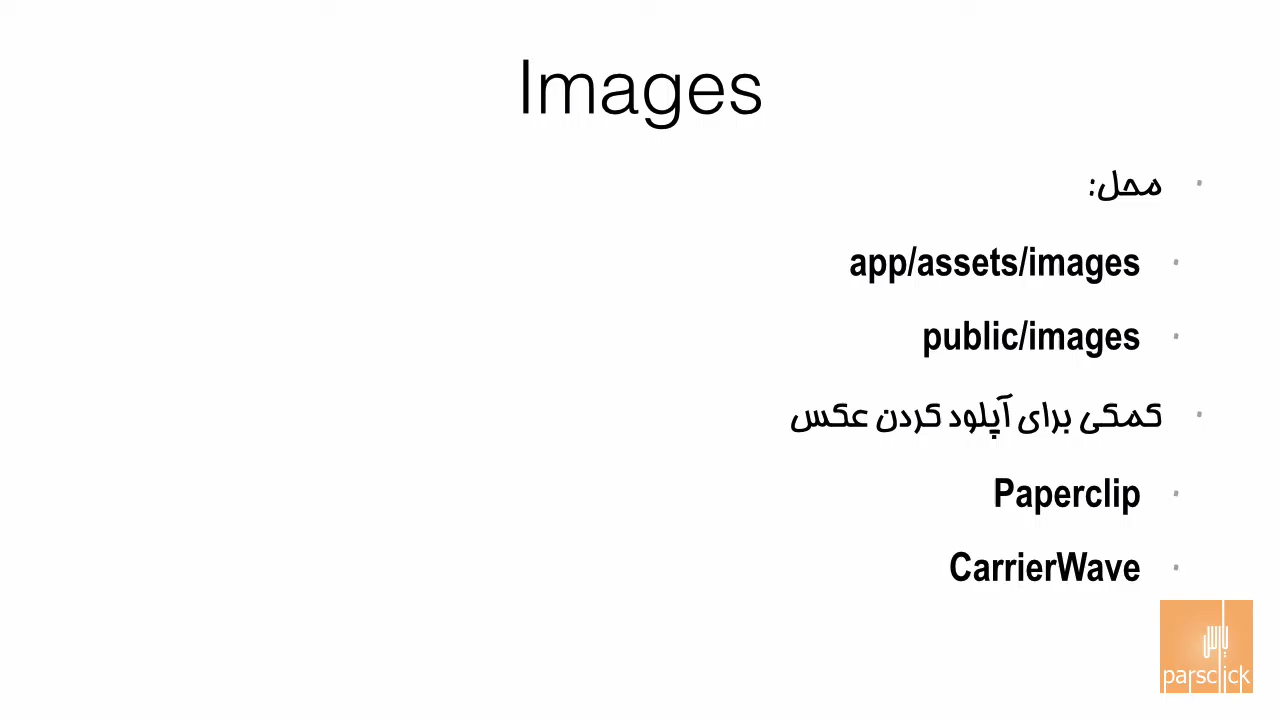 Images
محل:
app/assets/images
public/images
کمکی برای آپلود کردن عکس
Paperclip
CarrierWave
پارس
parsclick